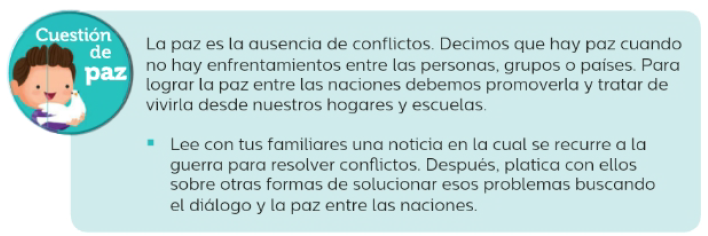 Cuestión
de
paz
La paz es la ausencia de conflictos. Decimos que hay paz cuando
no hay enfrentamientos entre las personas, grupos o países. Para
lograr la paz entre las naciones debemos promoverla y tratar de
vivirla desde nuestros hogares y escuelas.
▪ Lee con tus familiares una noticia en la cual se recurre a la
guerra para resolver conflictos. Después, platica con ellos
sobre otras formas de solucionar esos problemas buscando
el diálogo y la paz entre las naciones.